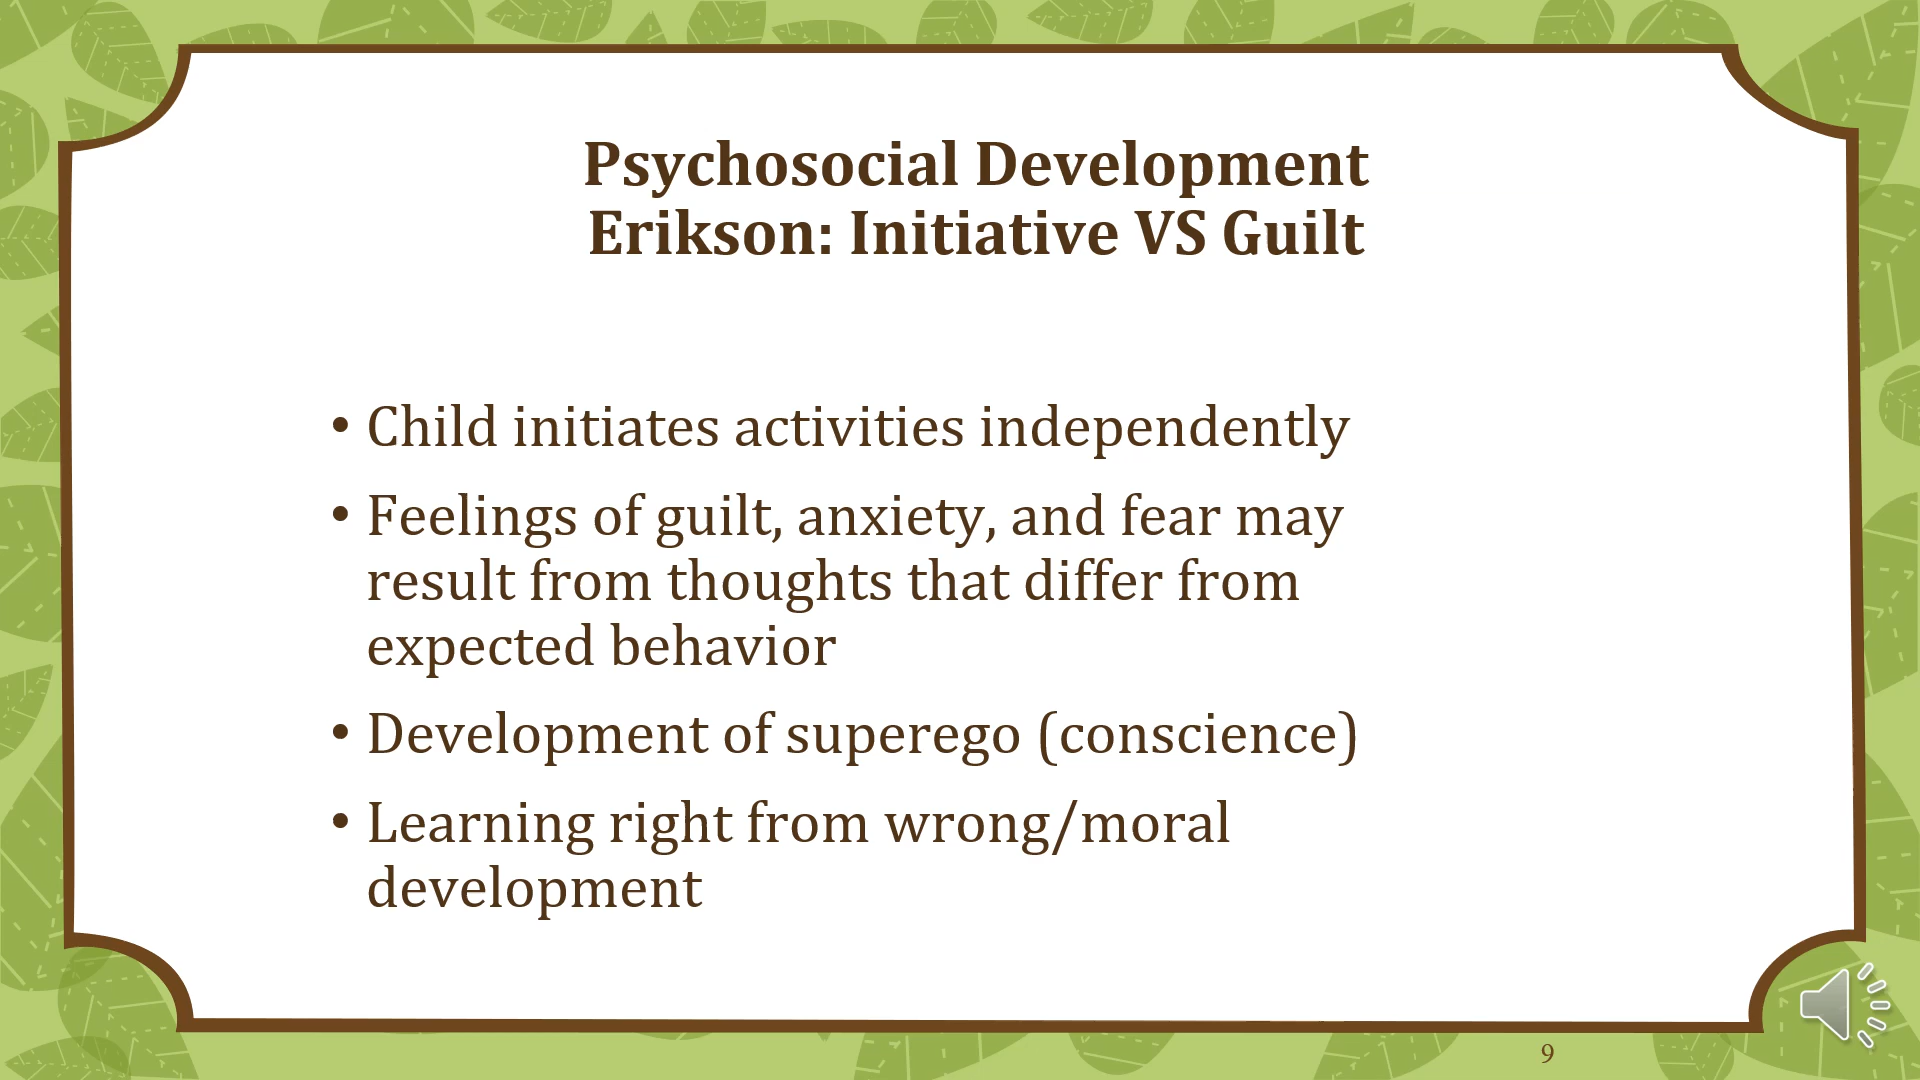 Psychosocial Development
Erikson: Initiative VS Guilt
• Child initiates activities independently
• Feelings of guilt, anxiety, and fear may
result from thoughts that differ from
expected behavior
• Development of superego (conscience)
• Learning right from wrong/moral
development
9